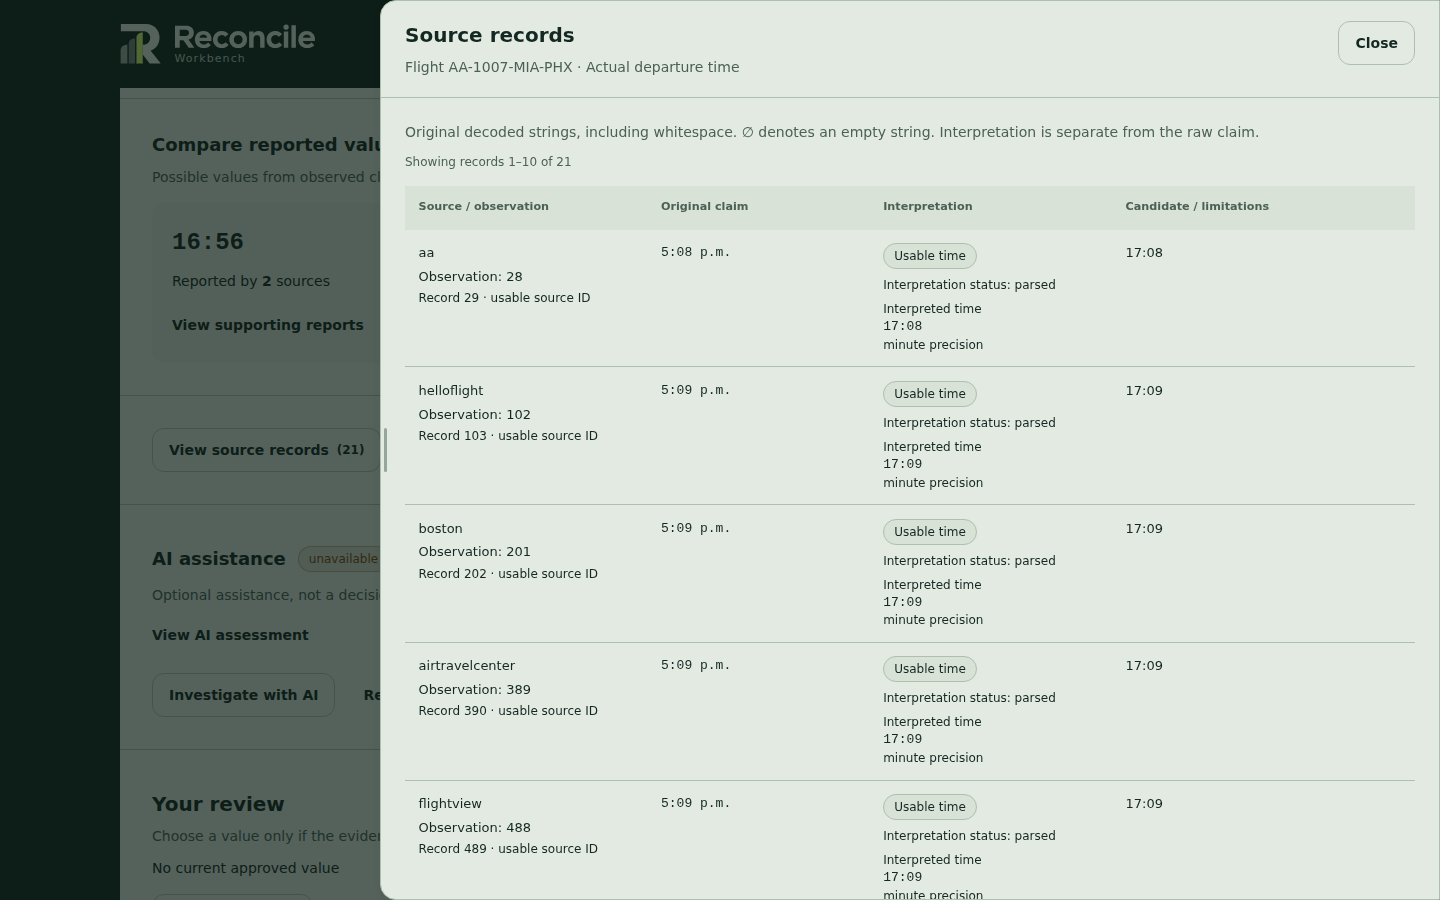 Reconcile
Workbench
Compare reported valu
Possible values from observed cl
16:56
Reported by 2 sources
View supporting reports
View source records (21)
AI assistance unavailable
Optional assistance, not a decisi
View AI assessment
Investigate with AI Re
Your review
Choose a value only if the eviden
No current approved value
Source records
Close
Flight AA-1007-MIA-PHX · Actual departure time
Original decoded strings, including whitespace. ∅ denotes an empty string. Interpretation is separate from the raw claim.
Showing records 1–10 of 21
Source / observation Original claim Interpretation Candidate / limitations
aa 5:08 p.m. Usable time 17:08
Observation: 28
Record 29 · usable source ID
Interpretation status: parsed
Interpreted time
17:08
minute precision
helloflight 5:09 p.m. Usable time 17:09
Observation: 102
Record 103 · usable source ID
Interpretation status: parsed
Interpreted time
17:09
minute precision
boston 5:09 p.m. Usable time 17:09
Observation: 201
Record 202 · usable source ID
Interpretation status: parsed
Interpreted time
17:09
minute precision
airtravelcenter 5:09 p.m. Usable time 17:09
Observation: 389
Record 390 · usable source ID
Interpretation status: parsed
Interpreted time
17:09
minute precision
flightview 5:09 p.m. Usable time 17:09
Observation: 488
Record 489 · usable source ID
Interpretation status: parsed
Interpreted time
17:09
minute precision